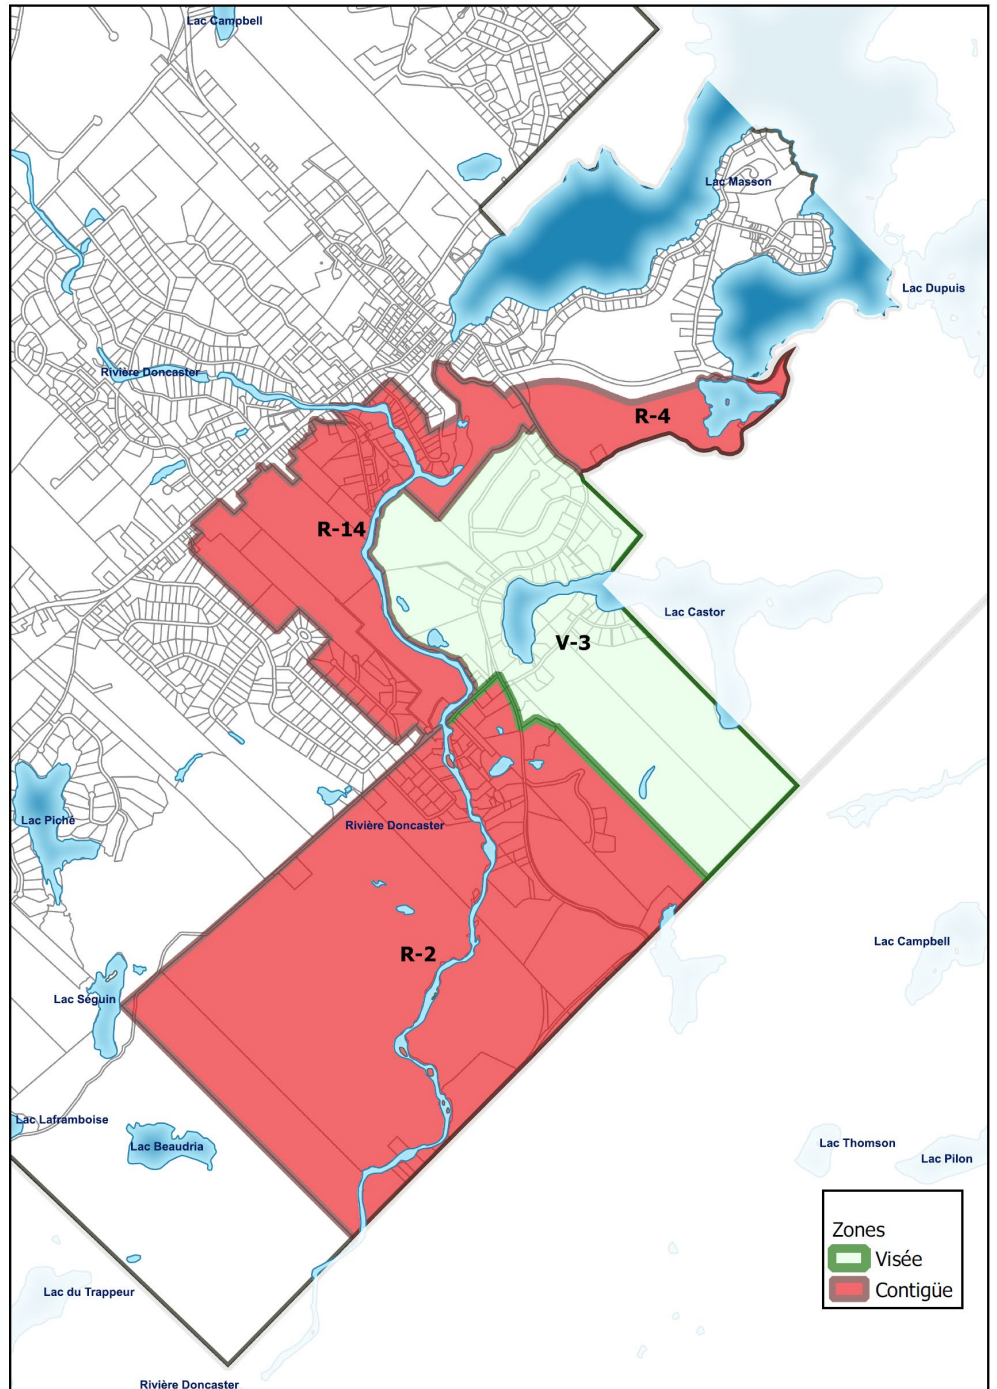 Lac Campbell
Lac Masson
Lac Dupuis
Rivière Doncaster
R-4
R-14
Lac Castor
V-3
Lac Piché
Rivière Doncaster
Lac Campbell
R-2
Lac Séguin
Lac Laframboise
Lac Beaudria
Lac Thomson
Lac Pilon
Zones
Visée
Contigüe
Lac du Trappeur
Rivière Doncaster